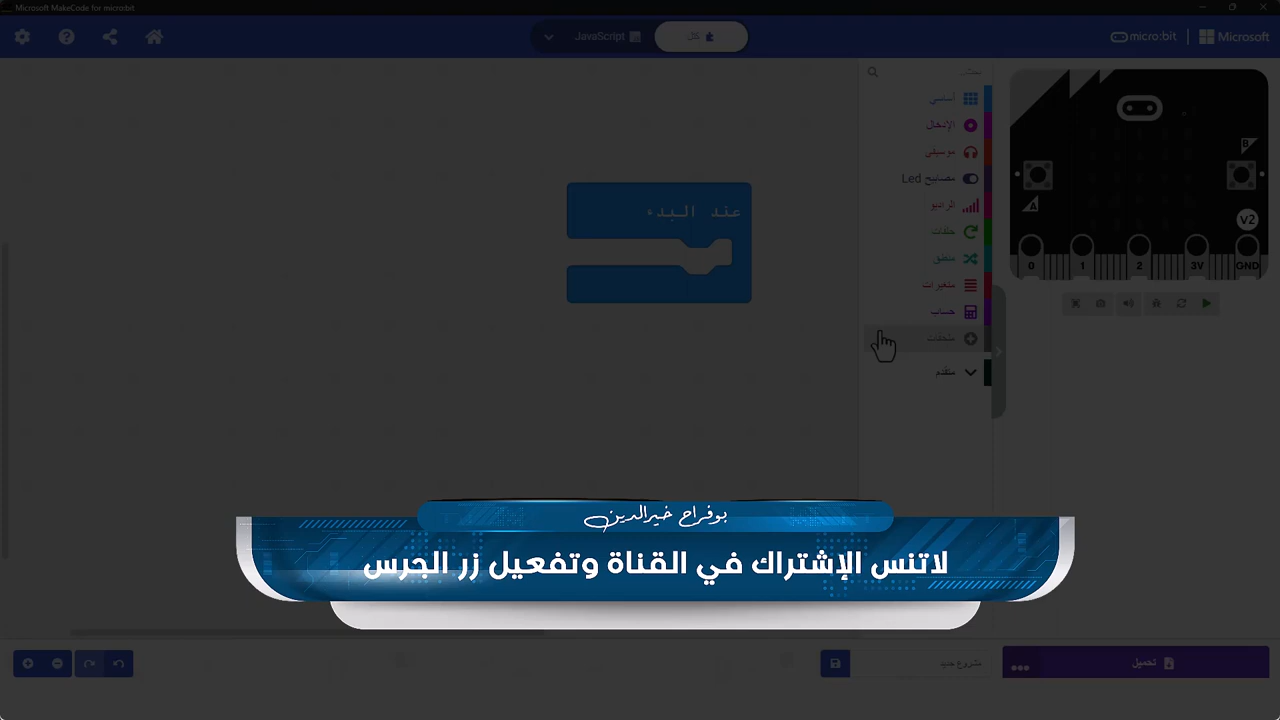 Microsoft MakeCode for micro:bit
JavaScript
كتل
micro:bit
Microsoft
أساسي
الإدخال
موسيقى
مصابيح Led
الراديو
حلقات
منطق
متغيرات
حساب
ملحقات
متقدم
عند البدء
A
B
V2
0
1
2
3V
GND
بوفراح خيرالدين
لاتنس الإشتراك في القناة وتفعيل زر الجرس
مشروع جديد
تحميل